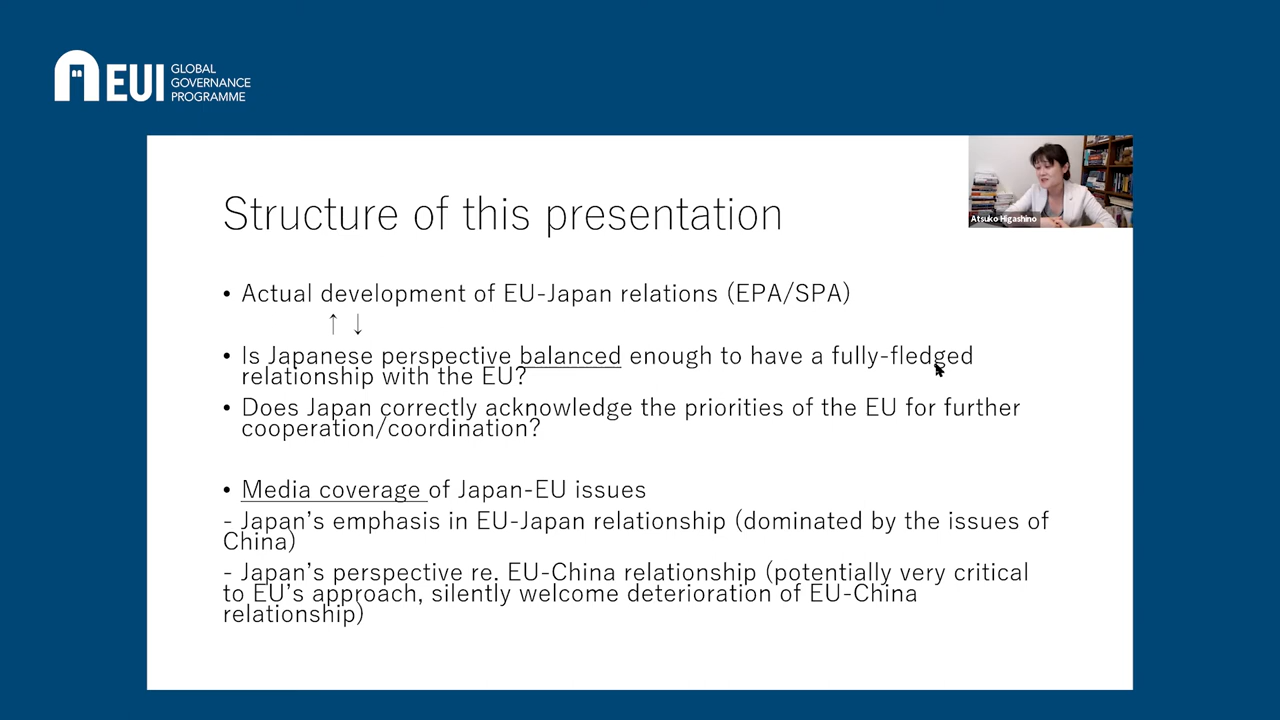 EUI
GLOBAL
GOVERNANCE
PROGRAMME
Atsuko Higashino
Structure of this presentation
• Actual development of EU-Japan relations (EPA/SPA)
↑ ↓
• Is Japanese perspective balanced enough to have a fully-fledged
relationship with the EU?
• Does Japan correctly acknowledge the priorities of the EU for further
cooperation/coordination?
• Media coverage of Japan-EU issues
- Japan's emphasis in EU-Japan relationship (dominated by the issues of
China)
- Japan's perspective re. EU-China relationship (potentially very critical
to EU's approach, silently welcome deterioration of EU-China
relationship)